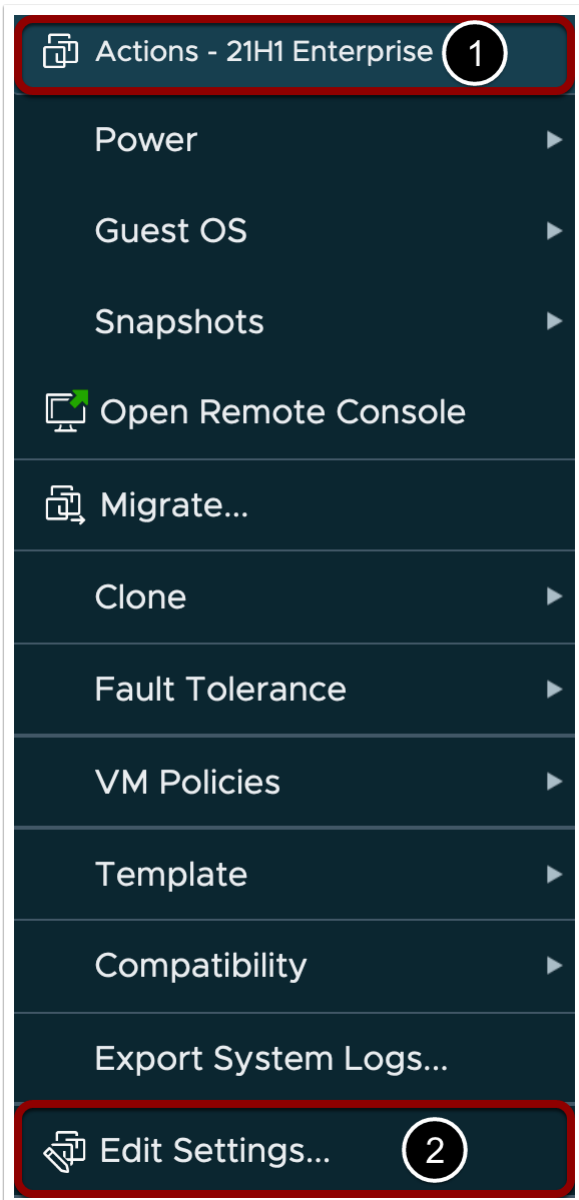 Actions - 21H1 Enterprise 1
Power
Guest OS
Snapshots
Open Remote Console
Migrate...
Clone
Fault Tolerance
VM Policies
Template
Compatibility
Export System Logs...
Edit Settings... 2